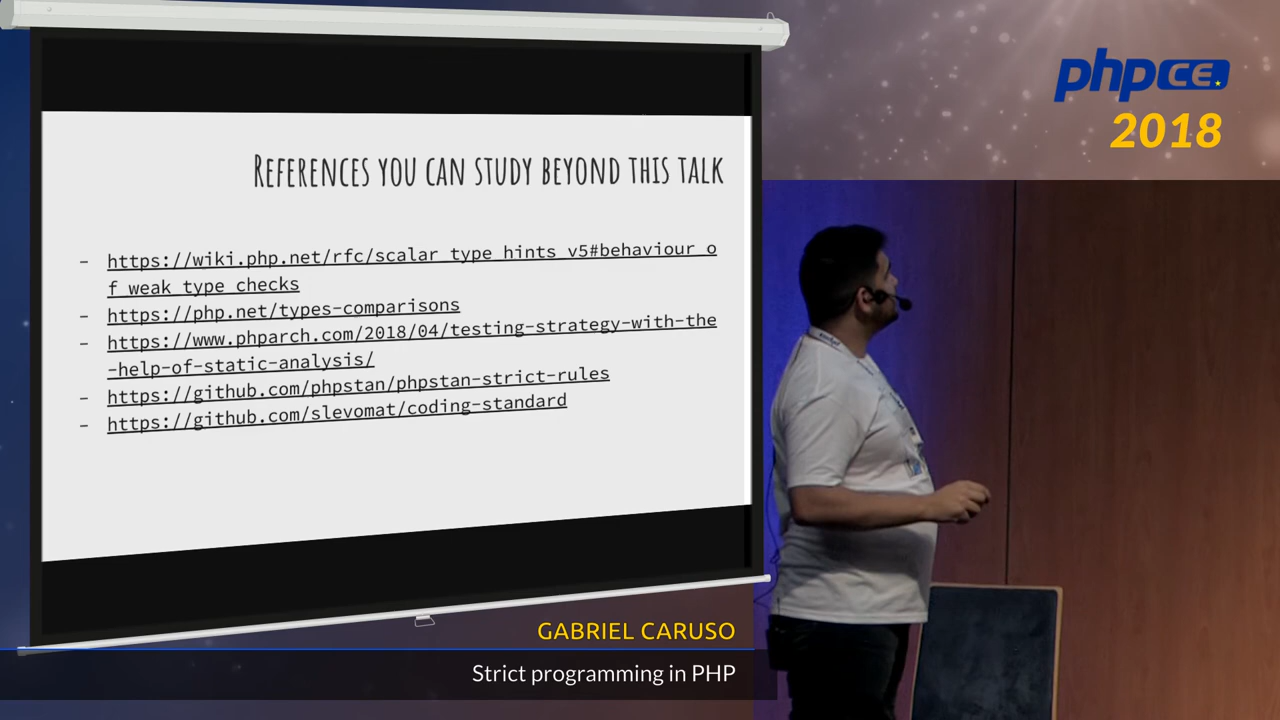 REFERENCES YOU CAN STUDY BEYOND THIS TALK
- https://wiki.php.net/rfc/scalar_type_hints_v5#behaviour_o
f_weak_type_checks
- https://php.net/types-comparisons
- https://www.phparch.com/2018/04/testing-strategy-with-the
-help-of-static-analysis/
- https://github.com/phpstan/phpstan-strict-rules
- https://github.com/slevomat/coding-standard
phpce.
2018
GABRIEL CARUSO
Strict programming in PHP